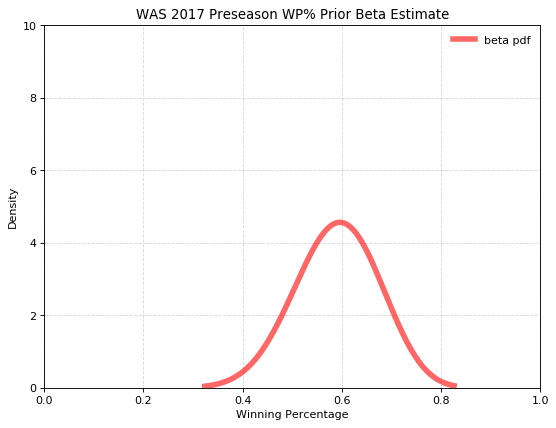 WAS 2017 Preseason WP% Prior Beta Estimate
beta pdf
10
8
6
4
2
0
Density
0.0 0.2 0.4 0.6 0.8 1.0
Winning Percentage